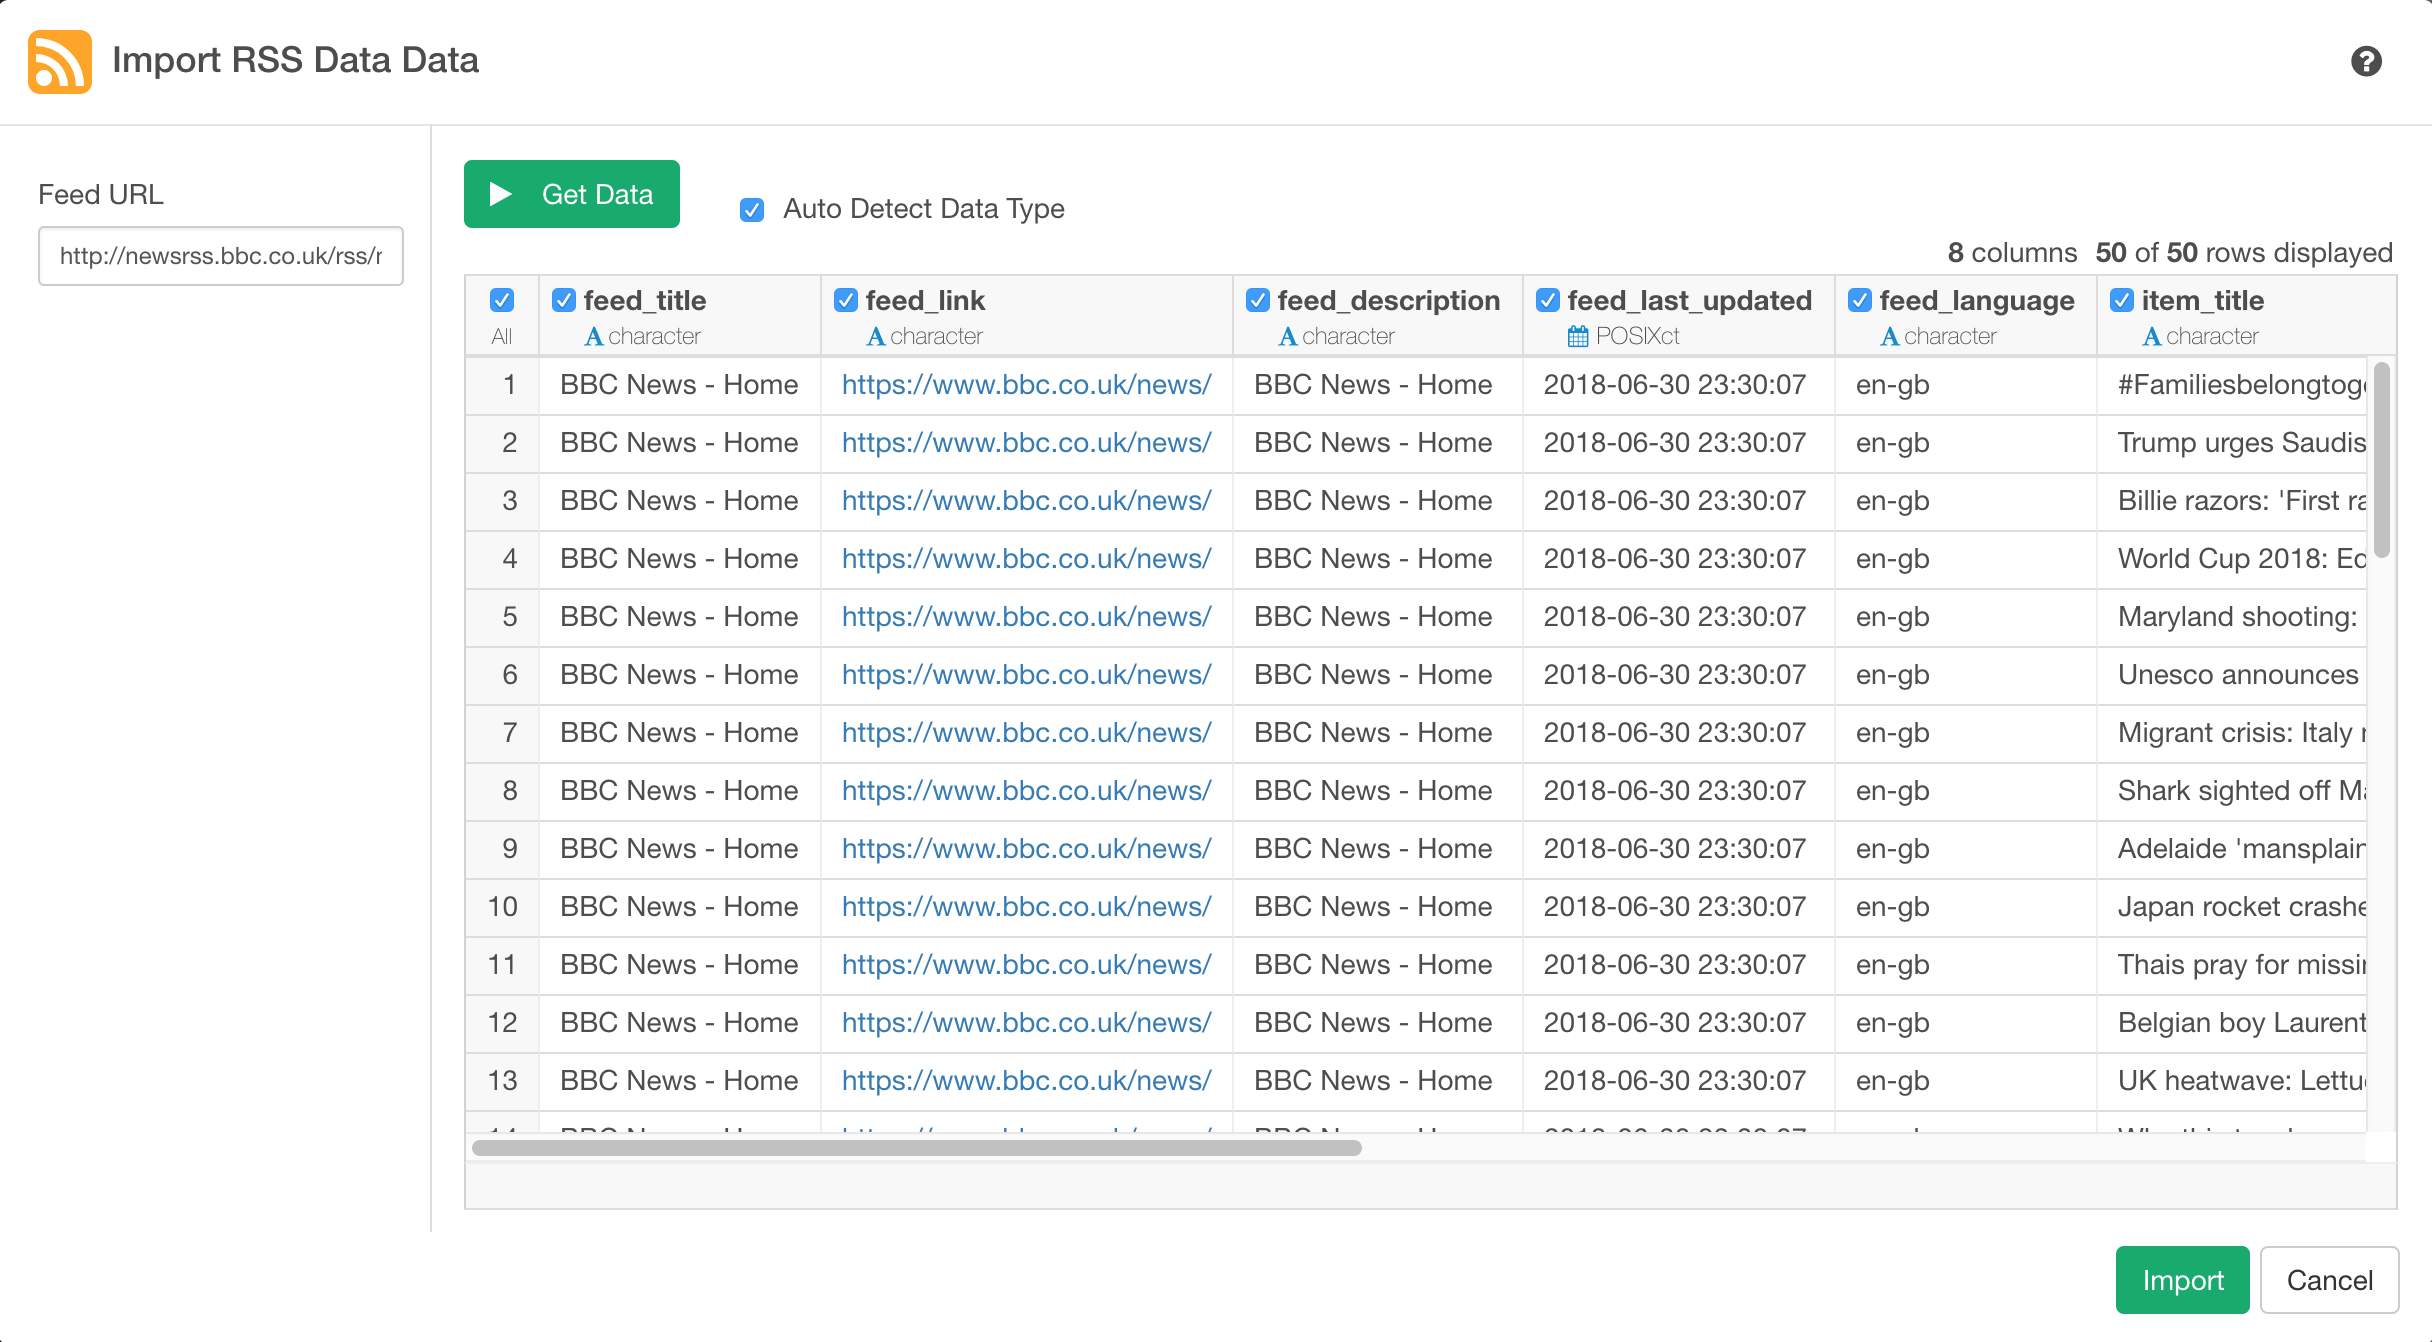 Import RSS Data Data
Feed URL
http://newsrss.bbc.co.uk/rss/r
Get Data
Auto Detect Data Type
8 columns 50 of 50 rows displayed
All feed_title feed_link feed_description feed_last_updated feed_language item_title
character character character POSIXct character character
1 BBC News - Home https://www.bbc.co.uk/news/ BBC News - Home 2018-06-30 23:30:07 en-gb
2 BBC News - Home https://www.bbc.co.uk/news/ BBC News - Home 2018-06-30 23:30:07 en-gb Trump urges Saudis
3 BBC News - Home https://www.bbc.co.uk/news/ BBC News - Home 2018-06-30 23:30:07 en-gb Billie razors: 'First
4 BBC News - Home https://www.bbc.co.uk/news/ BBC News - Home 2018-06-30 23:30:07 en-gb World Cup 2018:
5 BBC News - Home https://www.bbc.co.uk/news/ BBC News - Home 2018-06-30 23:30:07 en-gb Maryland shooting:
6 BBC News - Home https://www.bbc.co.uk/news/ BBC News - Home 2018-06-30 23:30:07 en-gb Unesco announces
7 BBC News - Home https://www.bbc.co.uk/news/ BBC News - Home 2018-06-30 23:30:07 en-gb Migrant crisis: Italy
8 BBC News - Home https://www.bbc.co.uk/news/ BBC News - Home 2018-06-30 23:30:07 en-gb Shark sighted off
9 BBC News - Home https://www.bbc.co.uk/news/ BBC News - Home 2018-06-30 23:30:07 en-gb Adelaide 'mansplain
10 BBC News - Home https://www.bbc.co.uk/news/ BBC News - Home 2018-06-30 23:30:07 en-gb Japan rocket crashe
11 BBC News - Home https://www.bbc.co.uk/news/ BBC News - Home 2018-06-30 23:30:07 en-gb Thais pray for
12 BBC News - Home https://www.bbc.co.uk/news/ BBC News - Home 2018-06-30 23:30:07 en-gb Belgian boy Laurent
13 BBC News - Home https://www.bbc.co.uk/news/ BBC News - Home 2018-06-30 23:30:07 en-gb UK heatwave:
Import Cancel